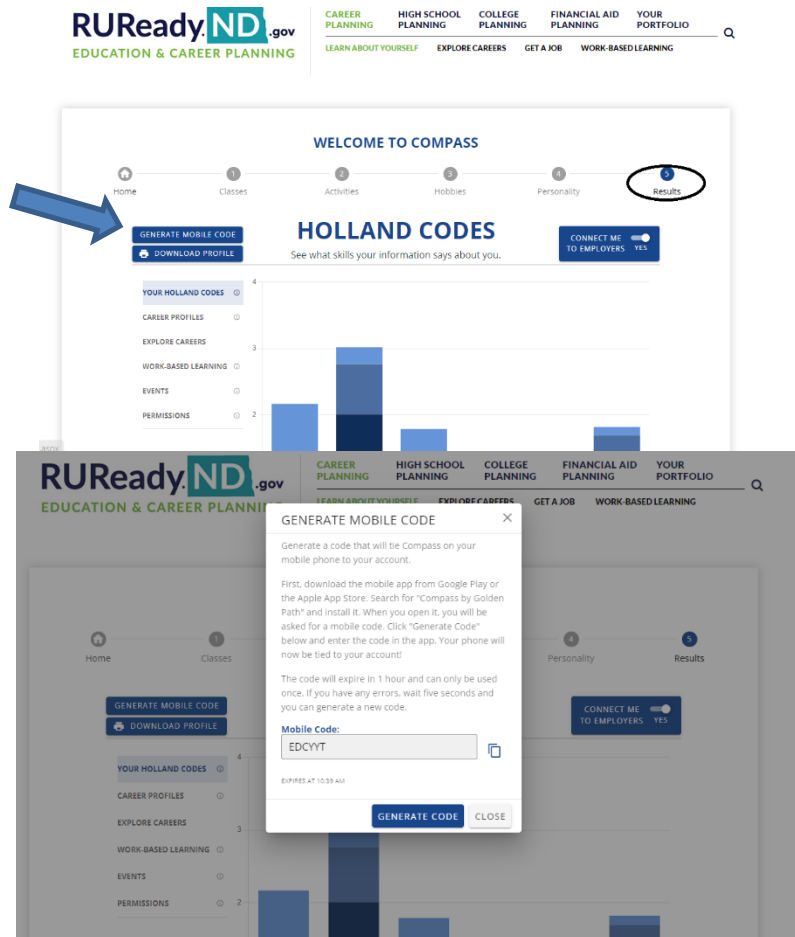 RUReady.ND.gov
EDUCATION & CAREER PLANNING
CAREER PLANNING
HIGH SCHOOL PLANNING
COLLEGE PLANNING
FINANCIAL AID PLANNING
YOUR PORTFOLIO
LEARN ABOUT YOURSELF EXPLORE CAREERS GET A JOB WORK-BASED LEARNING
WELCOME TO COMPASS
1 2 3 4 5
Home Classes Activities Hobbies Personality Results
GENERATE MOBILE CODE
DOWNLOAD PROFILE
HOLLAND CODES
See what skills your information says about you.
CONNECT ME
TO EMPLOYERS YES
YOUR HOLLAND CODES
CAREER PROFILES
EXPLORE CAREERS
WORK-BASED LEARNING
EVENTS
PERMISSIONS
4
3
2
RUReady.ND.gov
EDUCATION & CAREER PLANNING
CAREER PLANNING
HIGH SCHOOL PLANNING
COLLEGE PLANNING
FINANCIAL AID PLANNING
YOUR PORTFOLIO
LEARN ABOUT YOURSELF EXPLORE CAREERS GET A JOB WORK-BASED LEARNING
GENERATE MOBILE CODE
Generate a code that will tie Compass on your
mobile phone to your account.
First, download the mobile app from Google Play or
the Apple App Store. Search for "Compass by Golden
Path" and install it. When you open it, you will be
asked for a mobile code. Click "Generate Code"
below and enter the code in the app. Your phone will
now be tied to your account!
The code will expire in 1 hour and can only be used
once. If you have any errors, wait five seconds and
you can generate a new code.
Mobile Code:
EDCYYT
EXPIRES AT 10:39 AM
GENERATE CODE CLOSE
1 4 5
Home Classes Personality Results
GENERATE MOBILE CODE
DOWNLOAD PROFILE
CONNECT ME
TO EMPLOYERS YES
YOUR HOLLAND CODES
CAREER PROFILES
EXPLORE CAREERS
WORK-BASED LEARNING
EVENTS
PERMISSIONS
4
3
2